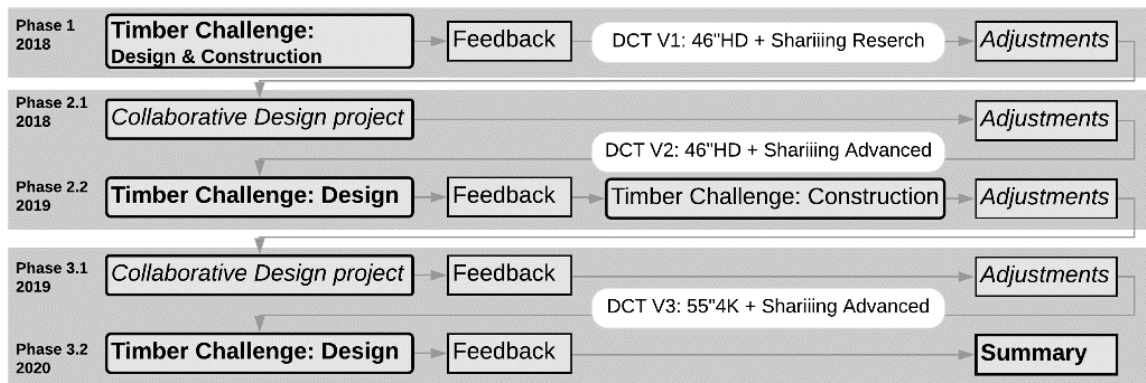 Phase 1
2018
Timber Challenge:
Design & Construction
Feedback
DCT V1: 46"HD + Shariiing Reserch
Adjustments
Phase 2.1
2018
Collaborative Design project
Adjustments
DCT V2: 46"HD + Shariiing Advanced
Phase 2.2
2019
Timber Challenge: Design
Feedback
Timber Challenge: Construction
Adjustments
Phase 3.1
2019
Collaborative Design project
Feedback
Adjustments
DCT V3: 55"4K + Shariiing Advanced
Phase 3.2
2020
Timber Challenge: Design
Feedback
Summary